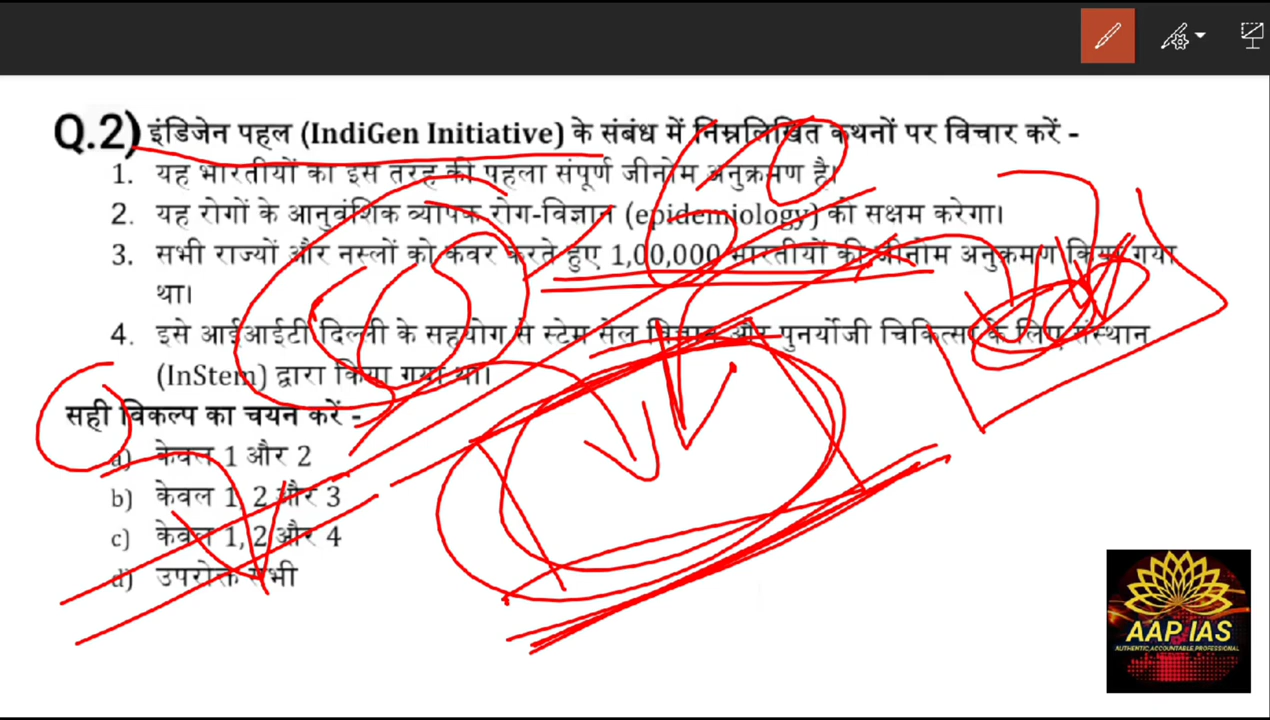 Q.2) इंडिजेन पहल (IndiGen Initiative) के संबंध में निम्नलिखित कथनों पर विचार करें -
1. यह भारतीयों का इस तरह की पहला संपूर्ण जीनोम अनुक्रमण है।
2. यह रोगों के आनुवंशिक व्यापक रोग-विज्ञान (epidemiology) को सक्षम करेगा।
3. सभी राज्यों और नस्लों को कवर करते हुए 1,00,000 भारतीयों की जीनोम अनुक्रमण किया गया
था।
4. इसे आईआईटी दिल्ली के सहयोग से स्टेम सेल विज्ञान और पुनर्योजी चिकित्सा के लिए संस्थान
(InStem) द्वारा किया गया था।
सही विकल्प का चयन करें -
a) केवल 1 और 2
b) केवल 1, 2 और 3
c) केवल 1, 2 और 4
d) उपरोक्त सभी
AAP IAS
AUTHENTIC,ACCOUNTABLE,PROFESSIONAL